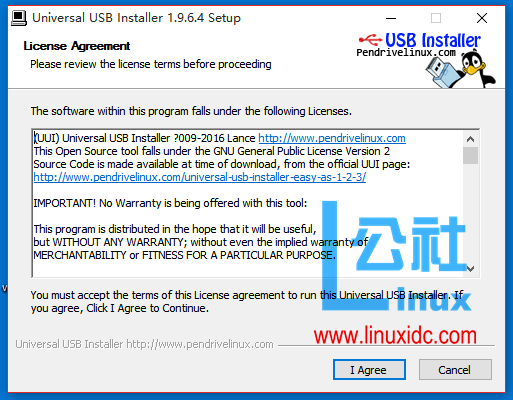 Universal USB Installer 1.9.6.4 Setup
License Agreement
Please review the license terms before proceeding
USB Installer
Pendrivelinux.com
The software within this program falls under the following Licenses.
(UUI) Universal USB Installer ?009-2016 Lance http://www.pendrivelinux.com
This Open Source tool falls under the GNU General Public License Version 2
Source Code is made available at time of download, from the official UUI page:
http://www.pendrivelinux.com/universal-usb-installer-easy-as-1-2-3/
IMPORTANT! No Warranty is being offered with this tool:
This program is distributed in the hope that it will be useful,
but WITHOUT ANY WARRANTY; without even the implied warranty of
MERCHANTABILITY or FITNESS FOR A PARTICULAR PURPOSE.
Linux公社
You must accept the terms of this License agreement to run this Universal USB Installer. If
you agree, Click I Agree to Continue.
www.linuxidc.com
Universal USB Installer http://www.pendrivelinux.com
I Agree
Cancel